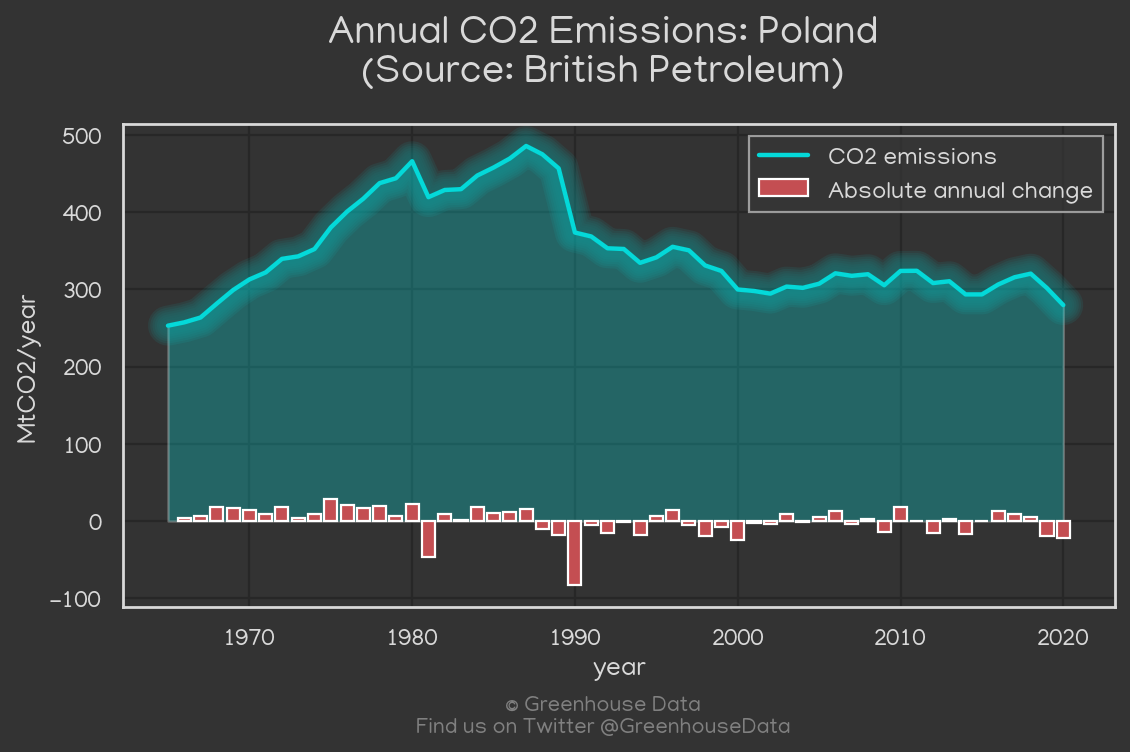 Annual CO2 Emissions: Poland
(Source: British Petroleum)
500
400
300
200
100
0
−100
MtCO2/year
CO2 emissions
Absolute annual change
1970
1980
1990
2000
2010
2020
year
© Greenhouse Data
Find us on Twitter @GreenhouseData